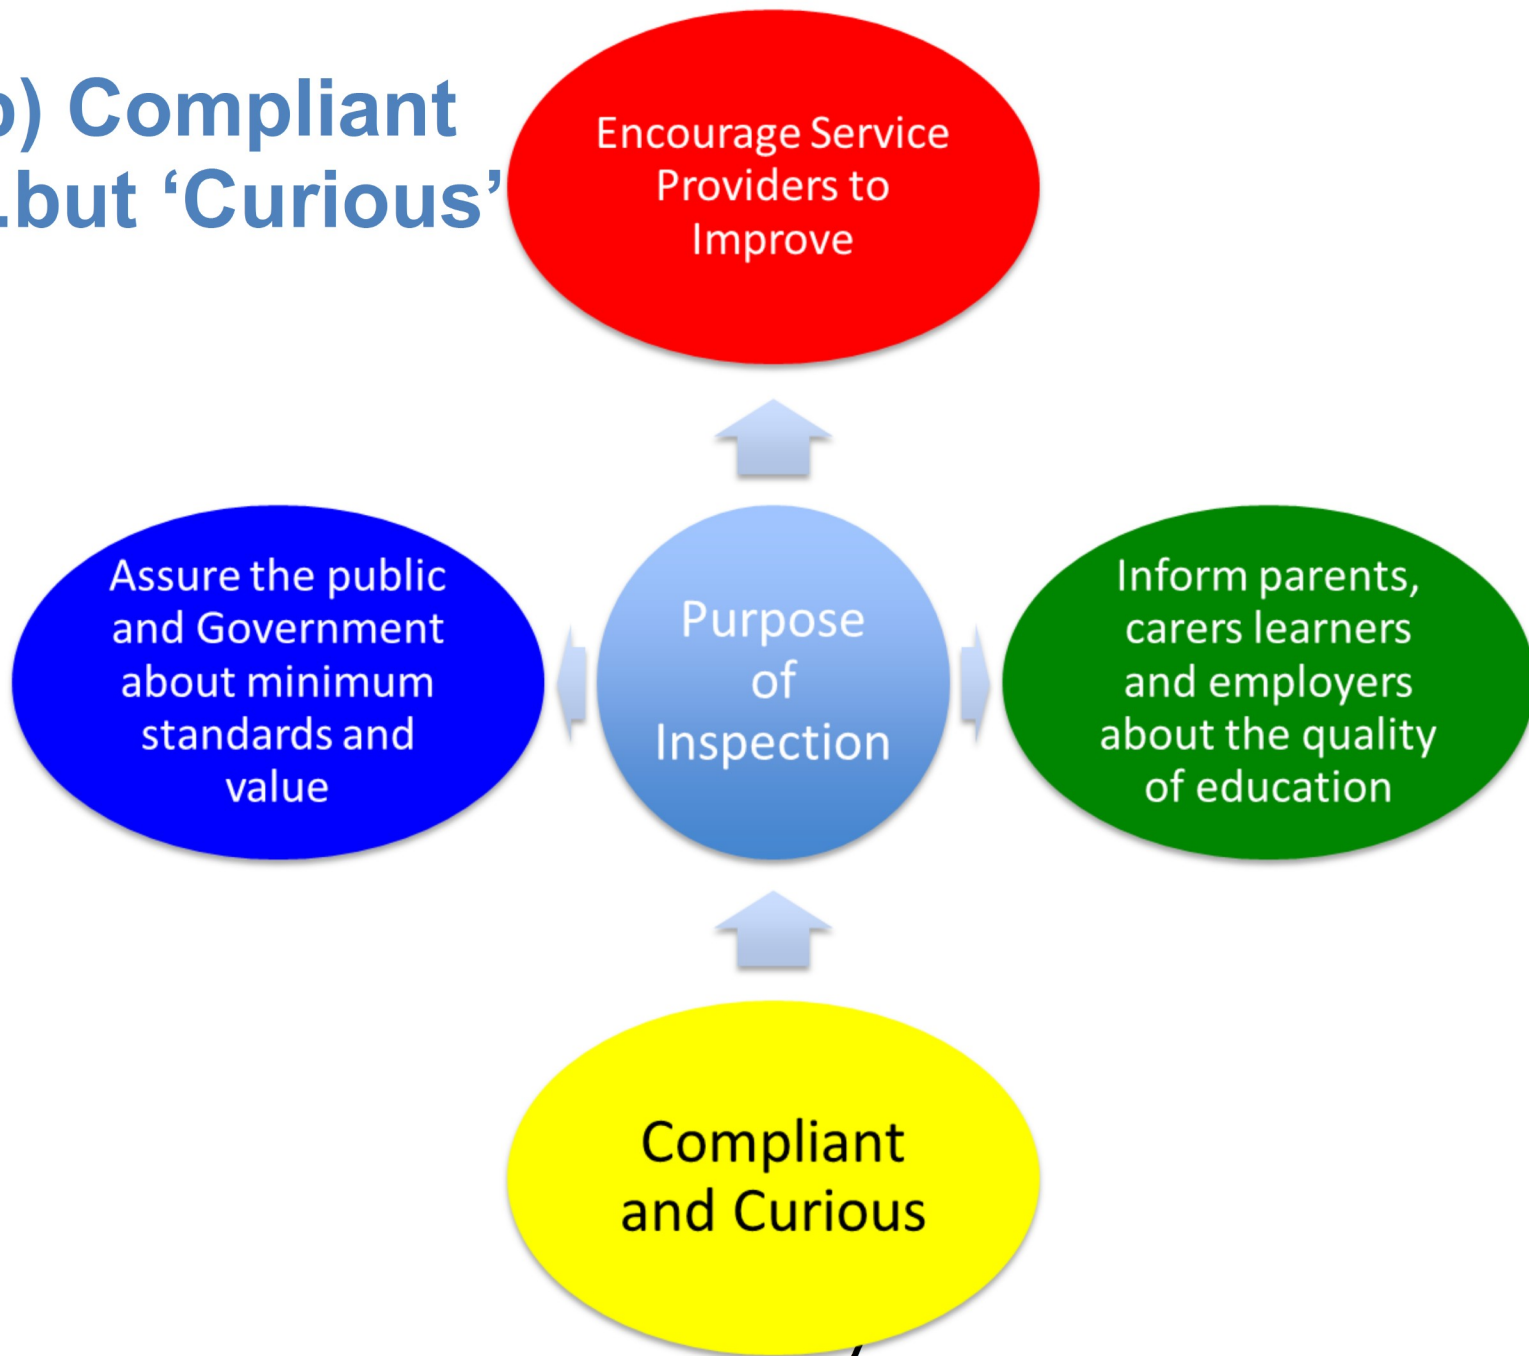 b) Compliant
.but ‘Curious’
Encourage Service
Providers to
Improve
Assure the public
and Government
about minimum
standards and
value
Purpose
of
Inspection
Inform parents,
carers learners
and employers
about the quality
of education
Compliant
and Curious